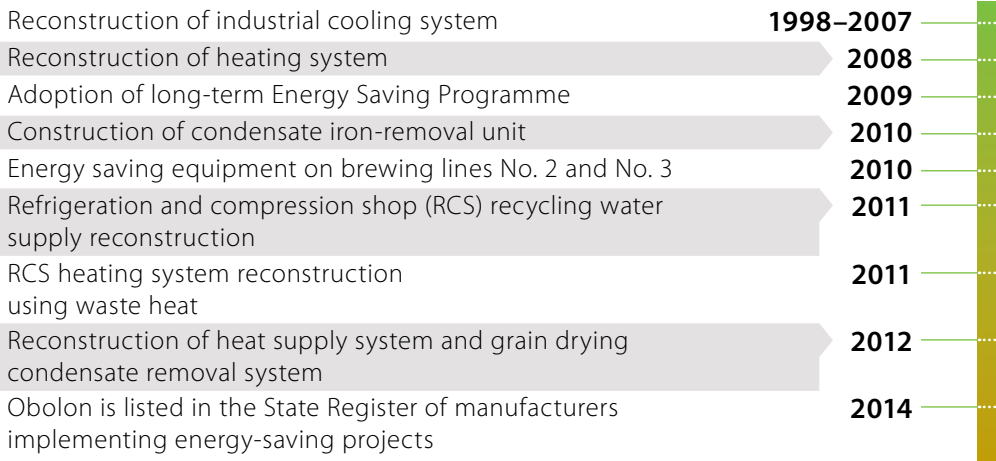 Reconstruction of industrial cooling system 1998–2007
Reconstruction of heating system 2008
Adoption of long-term Energy Saving Programme 2009
Construction of condensate iron-removal unit 2010
Energy saving equipment on brewing lines No. 2 and No. 3 2010
Refrigeration and compression shop (RCS) recycling water 2011
supply reconstruction
RCS heating system reconstruction 2011
using waste heat
Reconstruction of heat supply system and grain drying 2012
condensate removal system
Obolon is listed in the State Register of manufacturers 2014
implementing energy-saving projects